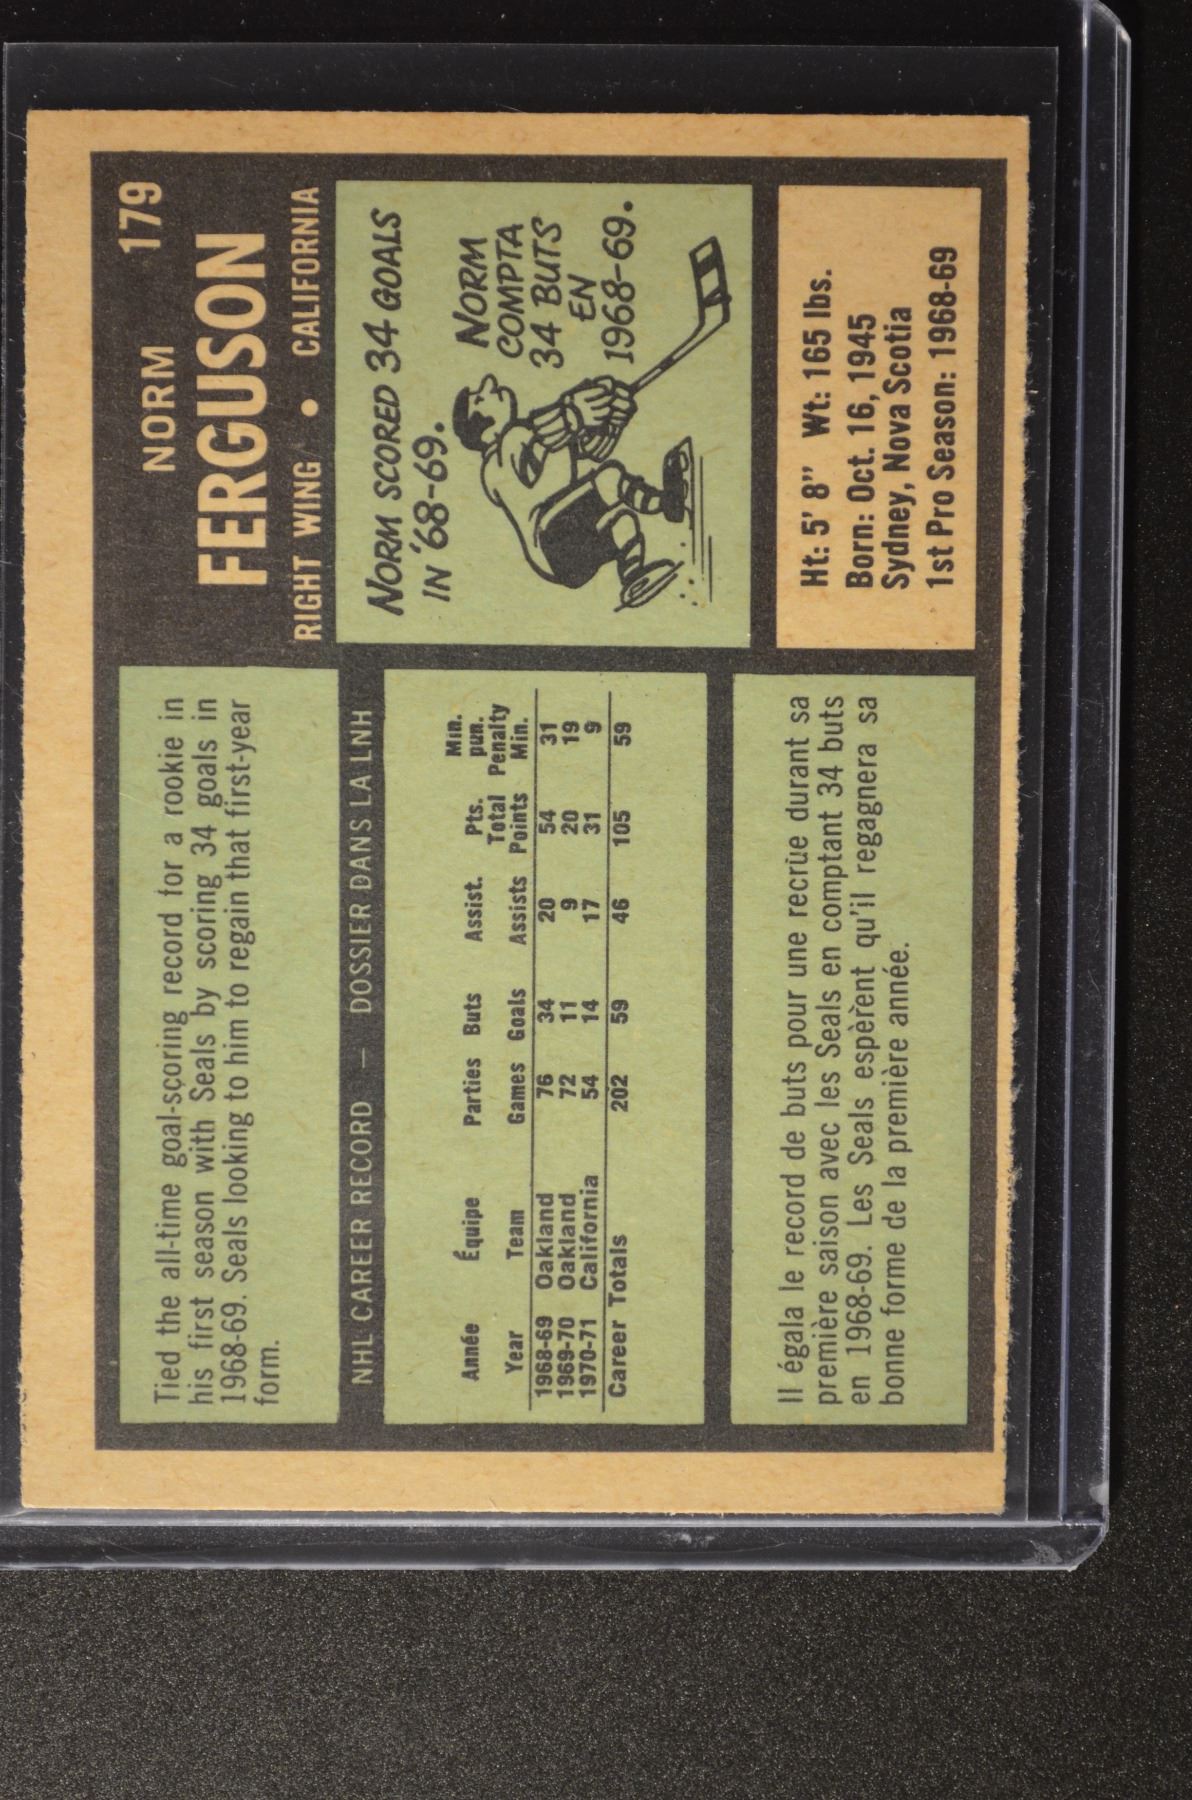 Tied the all-time goal-scoring record for a rookie in
his first season with Seals by scoring 34 goals in
1968-69. Seals looking to him to regain that first-year
form.
NORM 179
FERGUSON
RIGHT WING • CALIFORNIA
NHL CAREER RECORD — DOSSIER DANS LA LNH
Année Équipe Parties Buts Assist. Pts. Min. pun.
Year Team Games Goals Assists Total Points Penalty Min.
1968-69 Oakland 76 34 20 54 31
1969-70 Oakland 72 11 9 20 19
1970-71 California 54 14 17 31 9
Career Totals 202 59 46 105 59
NORM SCORED 34 GOALS
IN '68-69.
NORM
COMPTA
34 BUTS
EN
1968-69.
Il égala le record de buts pour une recrùe durant sa
première saison avec les Seals en comptant 34 buts
en 1968-69. Les Seals espèrent qu'il regagnera sa
bonne forme de la première année.
Ht: 5' 8" Wt: 165 lbs.
Born: Oct. 16, 1945
Sydney, Nova Scotia
1st Pro Season: 1968-69